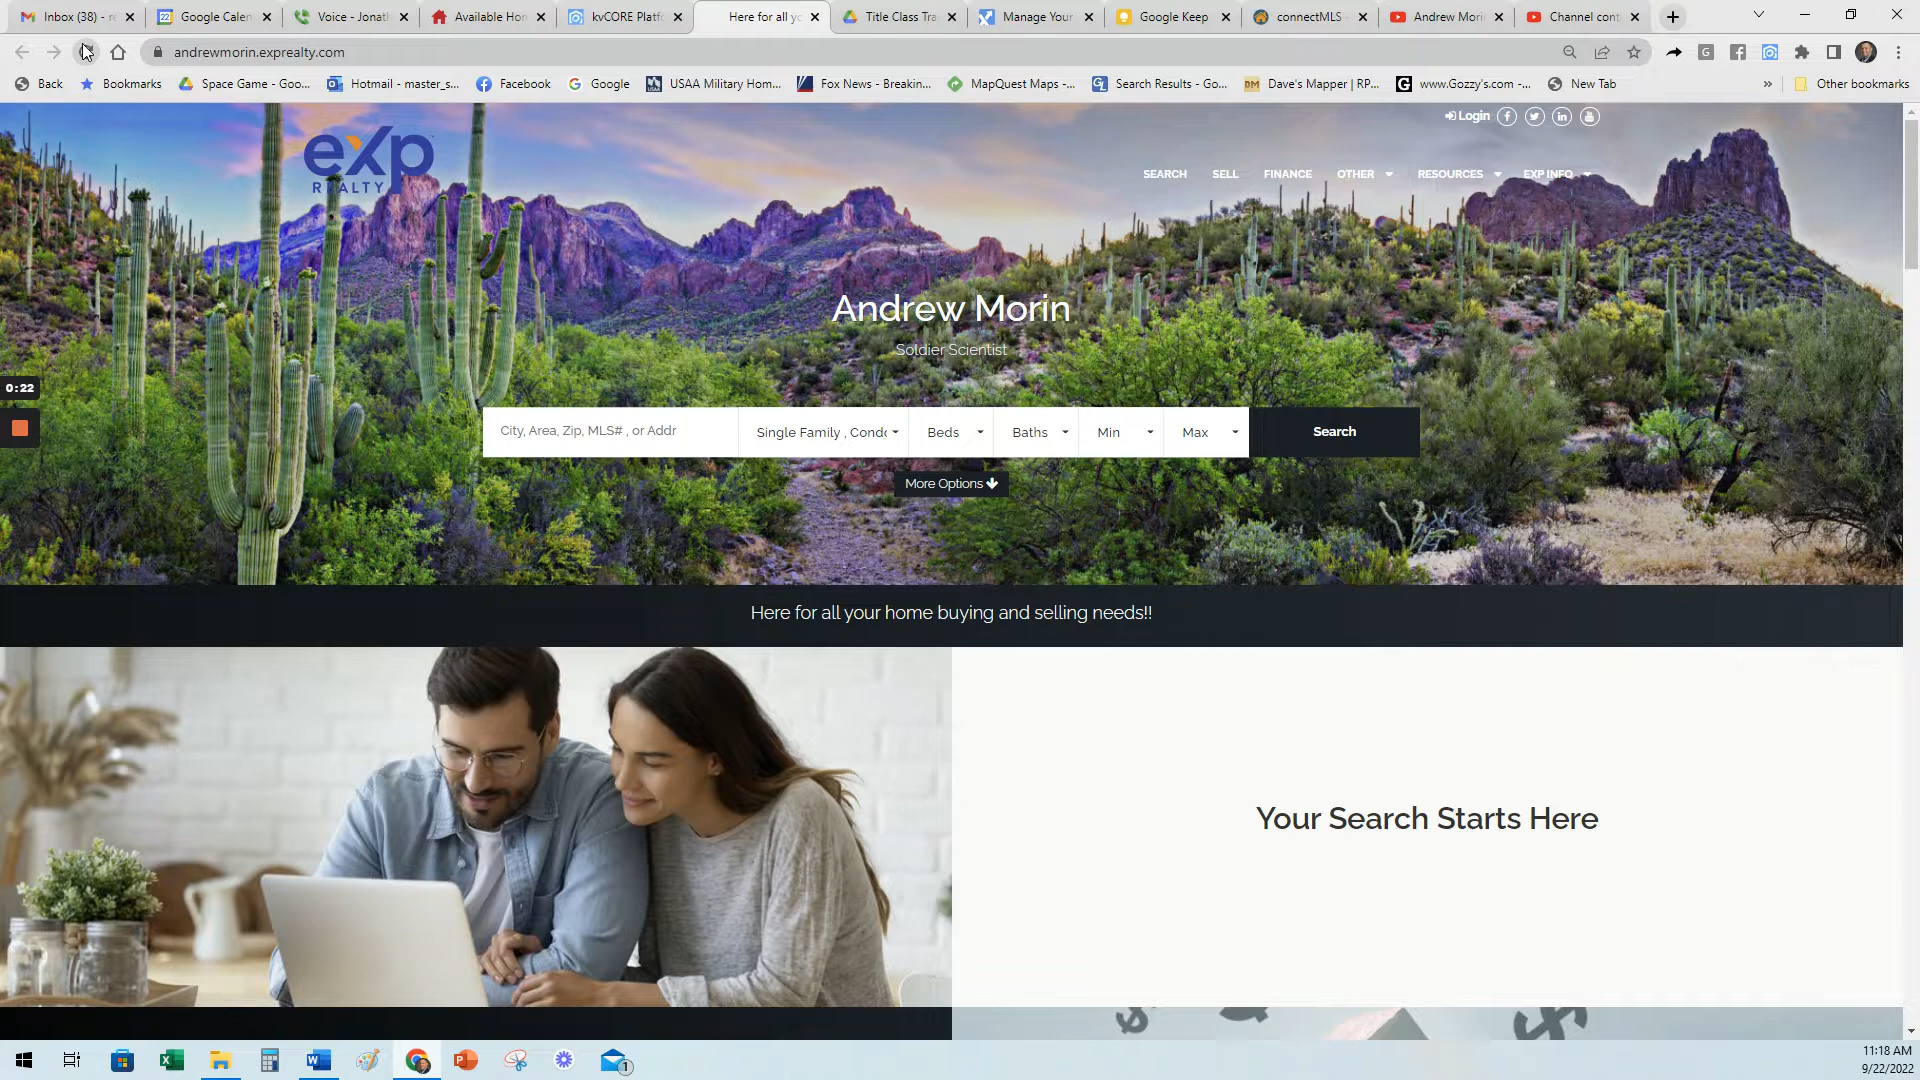 Inbox (38) - r
Google Calen
Voice - Jonat
Available Hon
kvCORE Platf
Here for all yo
Title Class Tra
Manage Your
Google Keep
connectMLS -
Andrew Mori
Channel cont
andrewmorin.exprealty.com
Back
Bookmarks
Space Game - Goo...
Hotmail - master_s...
Facebook
Google
USAA Military Hom...
Fox News - Breakin...
MapQuest Maps -...
Search Results - Go...
Dave's Mapper | RP...
www.Gozzy's.com -...
New Tab
»
Other bookmarks
Login
eXp
REALTY
SEARCH
SELL
FINANCE
OTHER
RESOURCES
EXP INFO
Andrew Morin
Soldier Scientist
0:22
City, Area, Zip, MLS# , or Addr
Single Family , Condo
Beds
Baths
Min
Max
Search
More Options
Here for all your home buying and selling needs!!
Your Search Starts Here
11:18 AM
9/22/2022